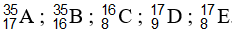 ³⁵₁₇A ; ³⁵₁₆B ; ¹⁶₈C ; ¹⁷₉D ; ¹⁷₈E.